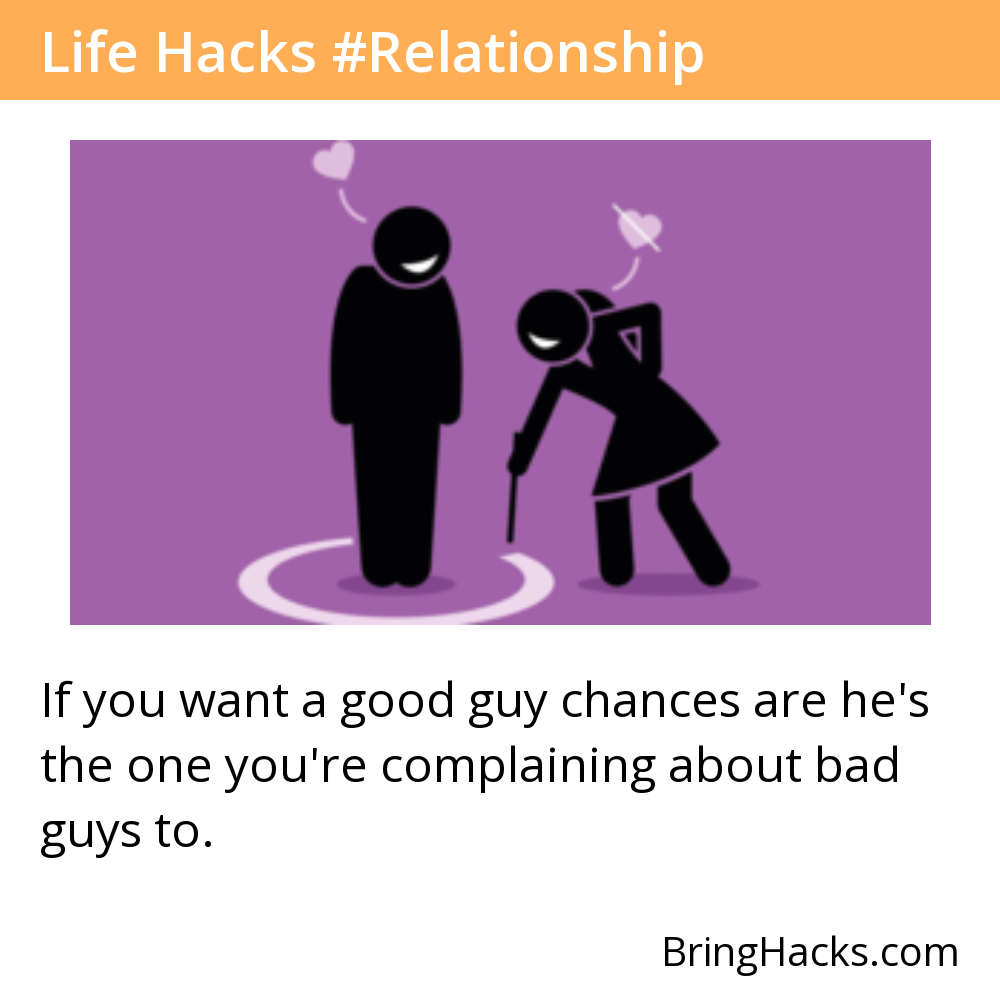 Life Hacks #Relationship
If you want a good guy chances are he's
the one you're complaining about bad
guys to.
BringHacks.com